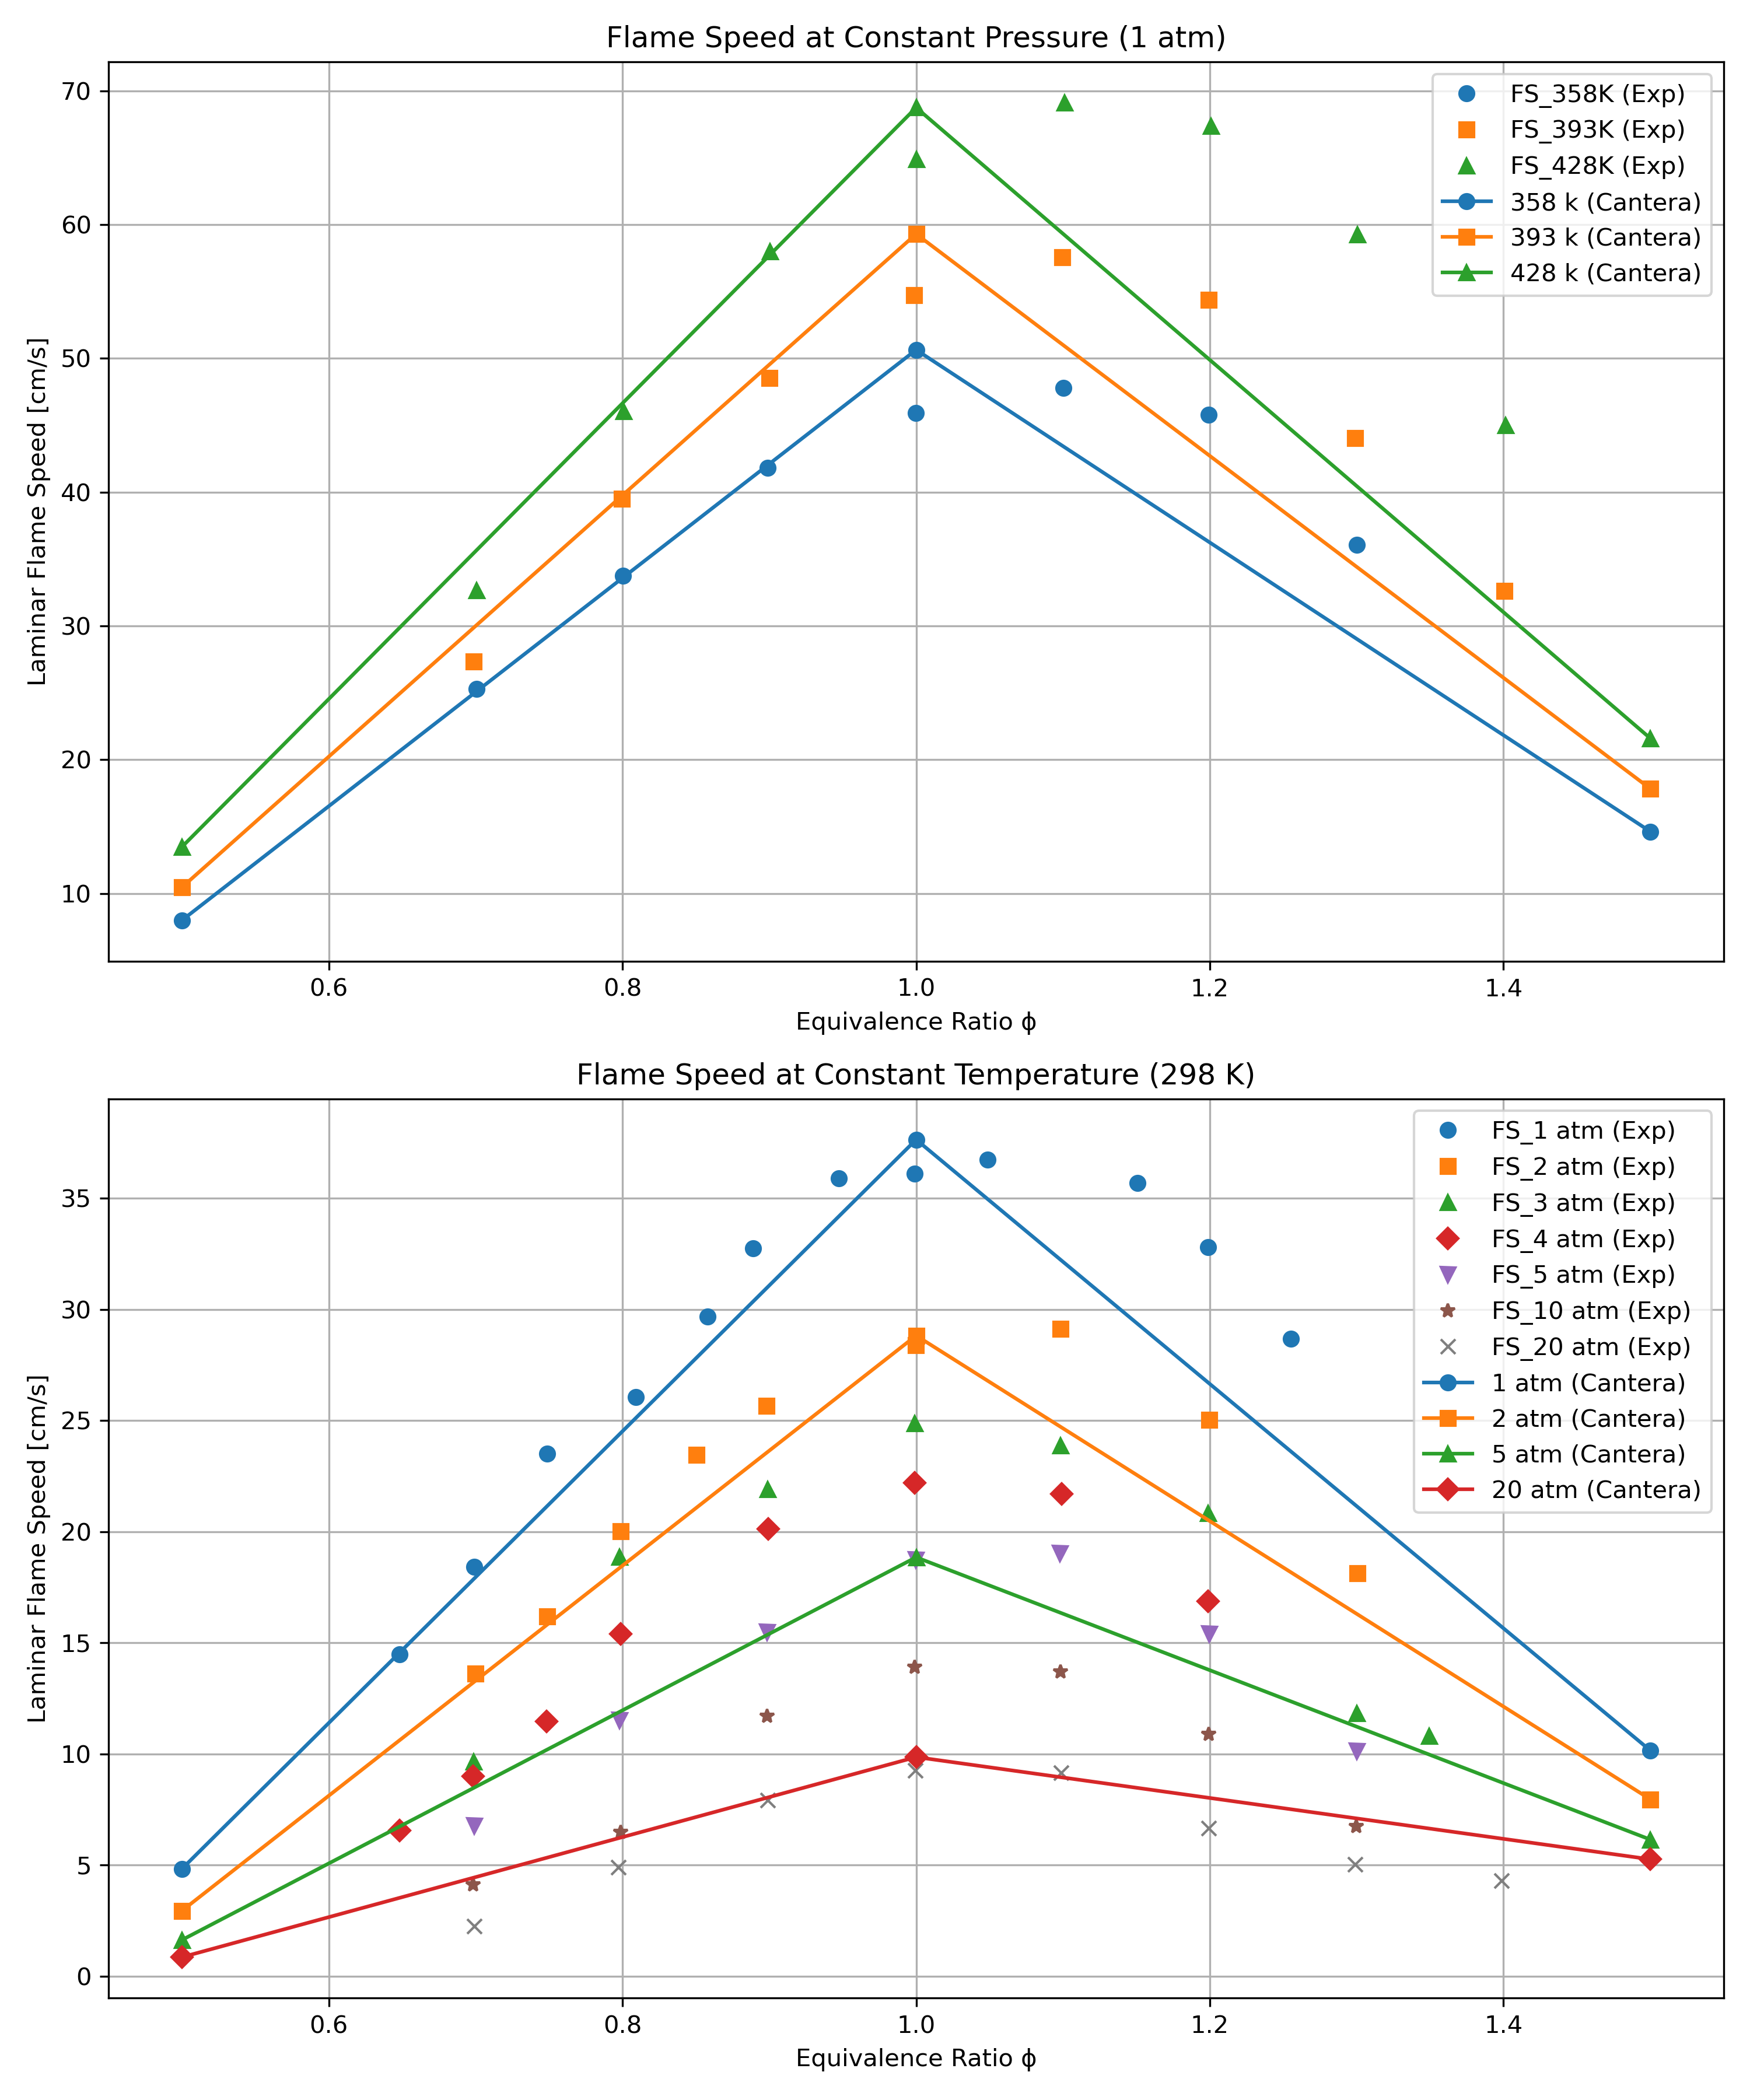 Flame Speed at Constant Pressure (1 atm)
70
60
50
40
30
20
10
Laminar Flame Speed [cm/s]
FS_358K (Exp)
FS_393K (Exp)
FS_428K (Exp)
358 k (Cantera)
393 k (Cantera)
428 k (Cantera)
0.6 0.8 1.0 1.2 1.4
Equivalence Ratio ϕ
Flame Speed at Constant Temperature (298 K)
35
30
25
20
15
10
5
0
Laminar Flame Speed [cm/s]
FS_1 atm (Exp)
FS_2 atm (Exp)
FS_3 atm (Exp)
FS_4 atm (Exp)
FS_5 atm (Exp)
FS_10 atm (Exp)
FS_20 atm (Exp)
1 atm (Cantera)
2 atm (Cantera)
5 atm (Cantera)
20 atm (Cantera)
0.6 0.8 1.0 1.2 1.4
Equivalence Ratio ϕ